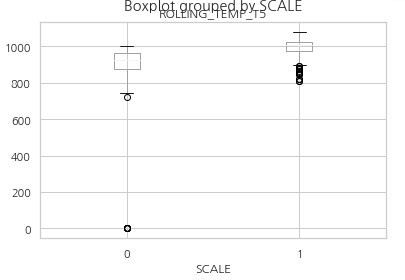 Boxplot grouped by SCALE
ROLLING_TEMP_T5
1000
800
600
400
200
0
0 1
SCALE